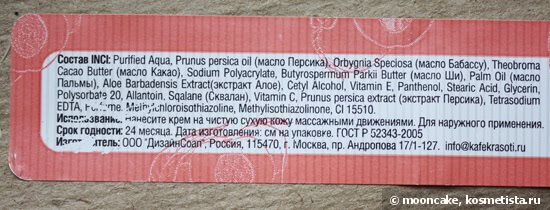 Состав INCI: Purified Aqua, Prunus persica oil (масло Персика), Orbygnia Speciosa (масло Бабассу), Theobroma
Cacao Butter (масло Какао), Sodium Polyacrylate, Butyrospermum Parkii Butter (масло Ши), Palm Oil (масло
Пальмы), Aloe Barbadensis Extract(экстракт Алоэ), Cetyl Alcohol, Vitamin E, Panthenol, Stearic Acid, Glycerin,
Polysorbate 20, Allantoin, Sqalane (Сквалан), Vitamin C, Prunus persica extract (экстракт Персика), Tetrasodium
EDTA, Parfume, Methylchloroisothiazoline, Methylisothiazolinone, CI 15510.
Использование: Нанесите крем на чистую сухую кожу массажными движениями. Для наружного применения.
Срок годности: 24 месяца. Дата изготовления: см на упаковке. ГОСТ Р 52343-2005
Изготовитель: ООО "ДизайнСоап", Россия, 115470, г. Москва, пр. Андропова 17/1-127. info@kafekrasoti.ru
© mooncake, kosmetista.ru